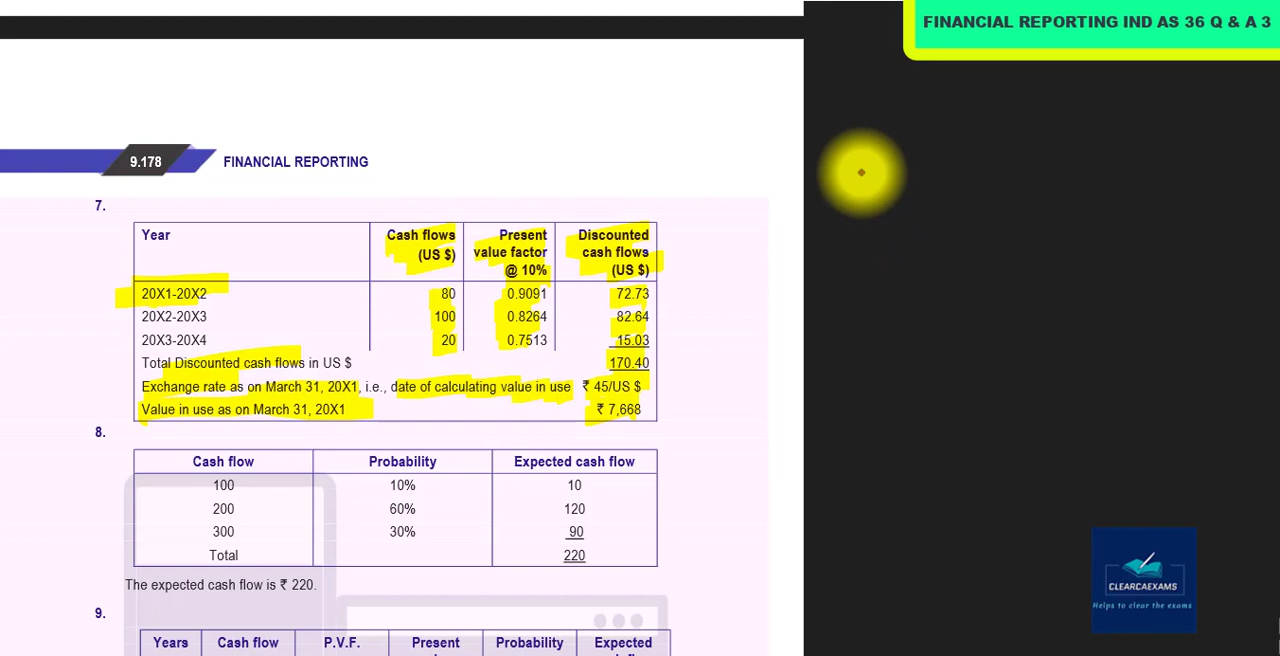 FINANCIAL REPORTING IND AS 36 Q & A 3
9.178 FINANCIAL REPORTING
7.
Year Cash flows (US $) Present value factor @ 10% Discounted cash flows (US $)
20X1-20X2 80 0.9091 72.73
20X2-20X3 100 0.8264 82.64
20X3-20X4 20 0.7513 15.03
Total Discounted cash flows in US $ 170.40
Exchange rate as on March 31, 20X1, i.e., date of calculating value in use ₹ 45/US $
Value in use as on March 31, 20X1 ₹ 7,668
8.
Cash flow Probability Expected cash flow
100 10% 10
200 60% 120
300 30% 90
Total 220
The expected cash flow is ₹ 220.
9.
Years Cash flow P.V.F. Present Probability Expected
CLEARCAEXAMS
Helps to clear the exams